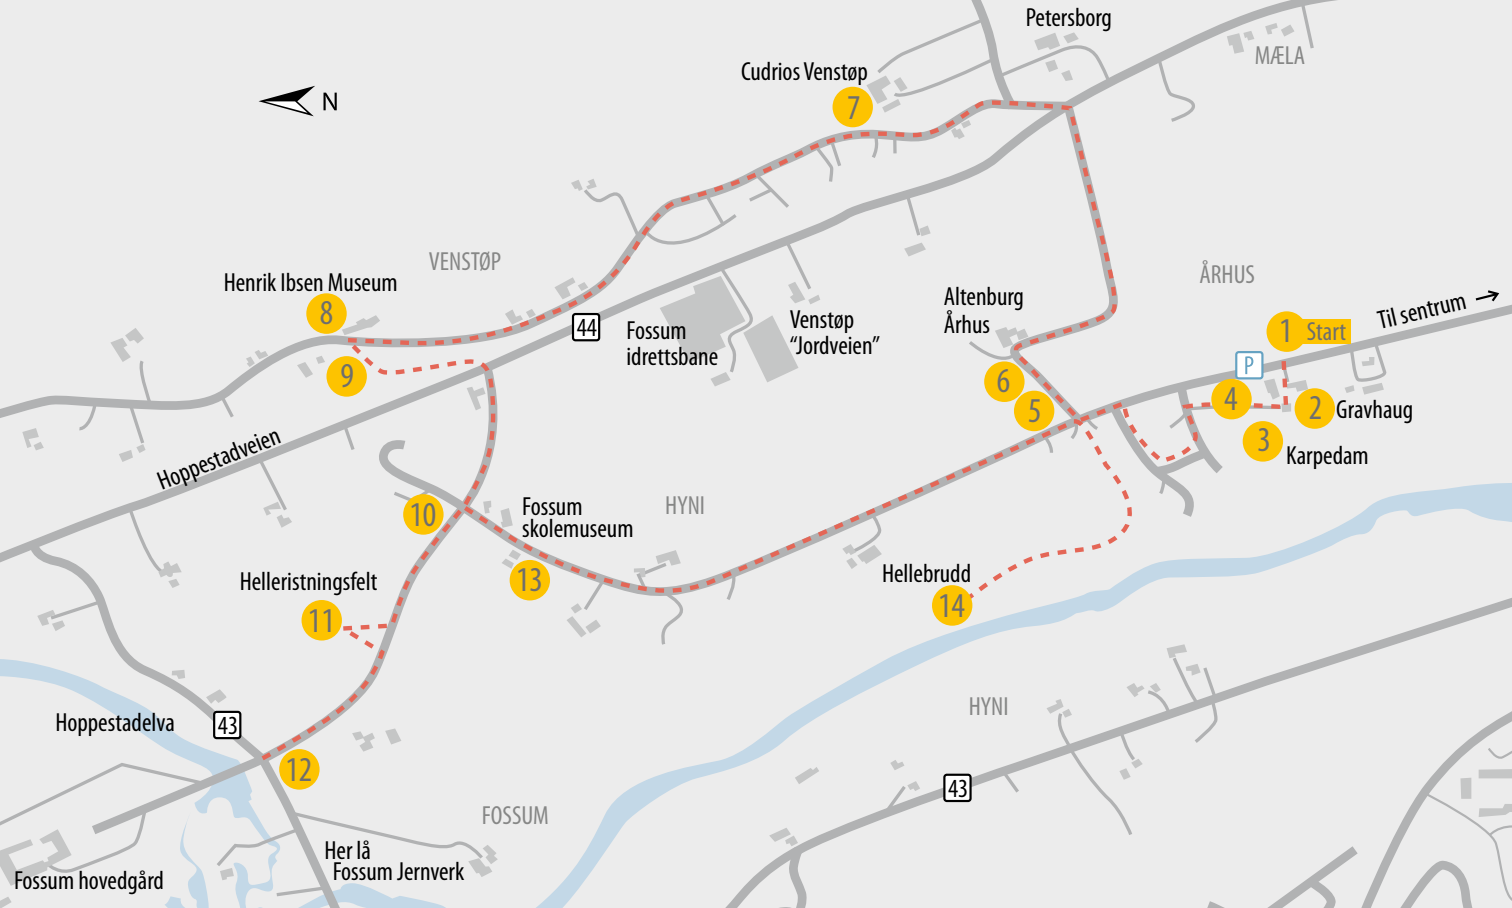 Petersborg
MÆLA
Cudrios Venstøp
7
N
VENSTØP
Henrik Ibsen Museum
8
9
44
Fossum
idrettsbane
Venstøp
“Jordveien”
Altenburg
Århus
ÅRHUS
Til sentrum
1 Start
P
6
5
4
2 Gravhaug
3
Karpedam
Hoppestadveien
10
Fossum
skolemuseum
HYNI
13
Helleristningsfelt
11
Hellebrudd
14
Hoppestadelva
43
12
HYNI
43
FOSSUM
Her lå
Fossum Jernverk
Fossum hovedgård